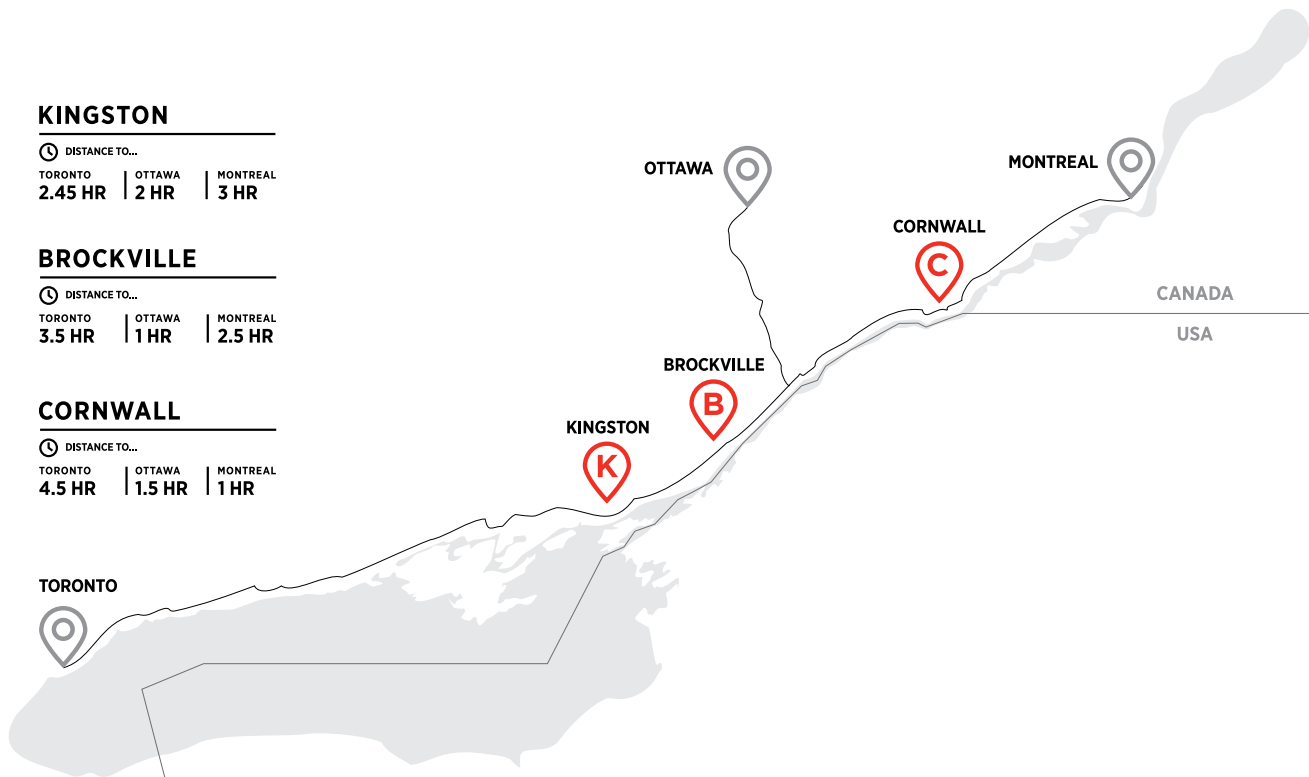 KINGSTON
DISTANCE TO...
TORONTO OTTAWA MONTREAL
2.45 HR 2 HR 3 HR
BROCKVILLE
DISTANCE TO...
TORONTO OTTAWA MONTREAL
3.5 HR 1 HR 2.5 HR
CORNWALL
DISTANCE TO...
TORONTO OTTAWA MONTREAL
4.5 HR 1.5 HR 1 HR
OTTAWA
MONTREAL
CORNWALL
C
CANADA
USA
BROCKVILLE
B
KINGSTON
K
TORONTO